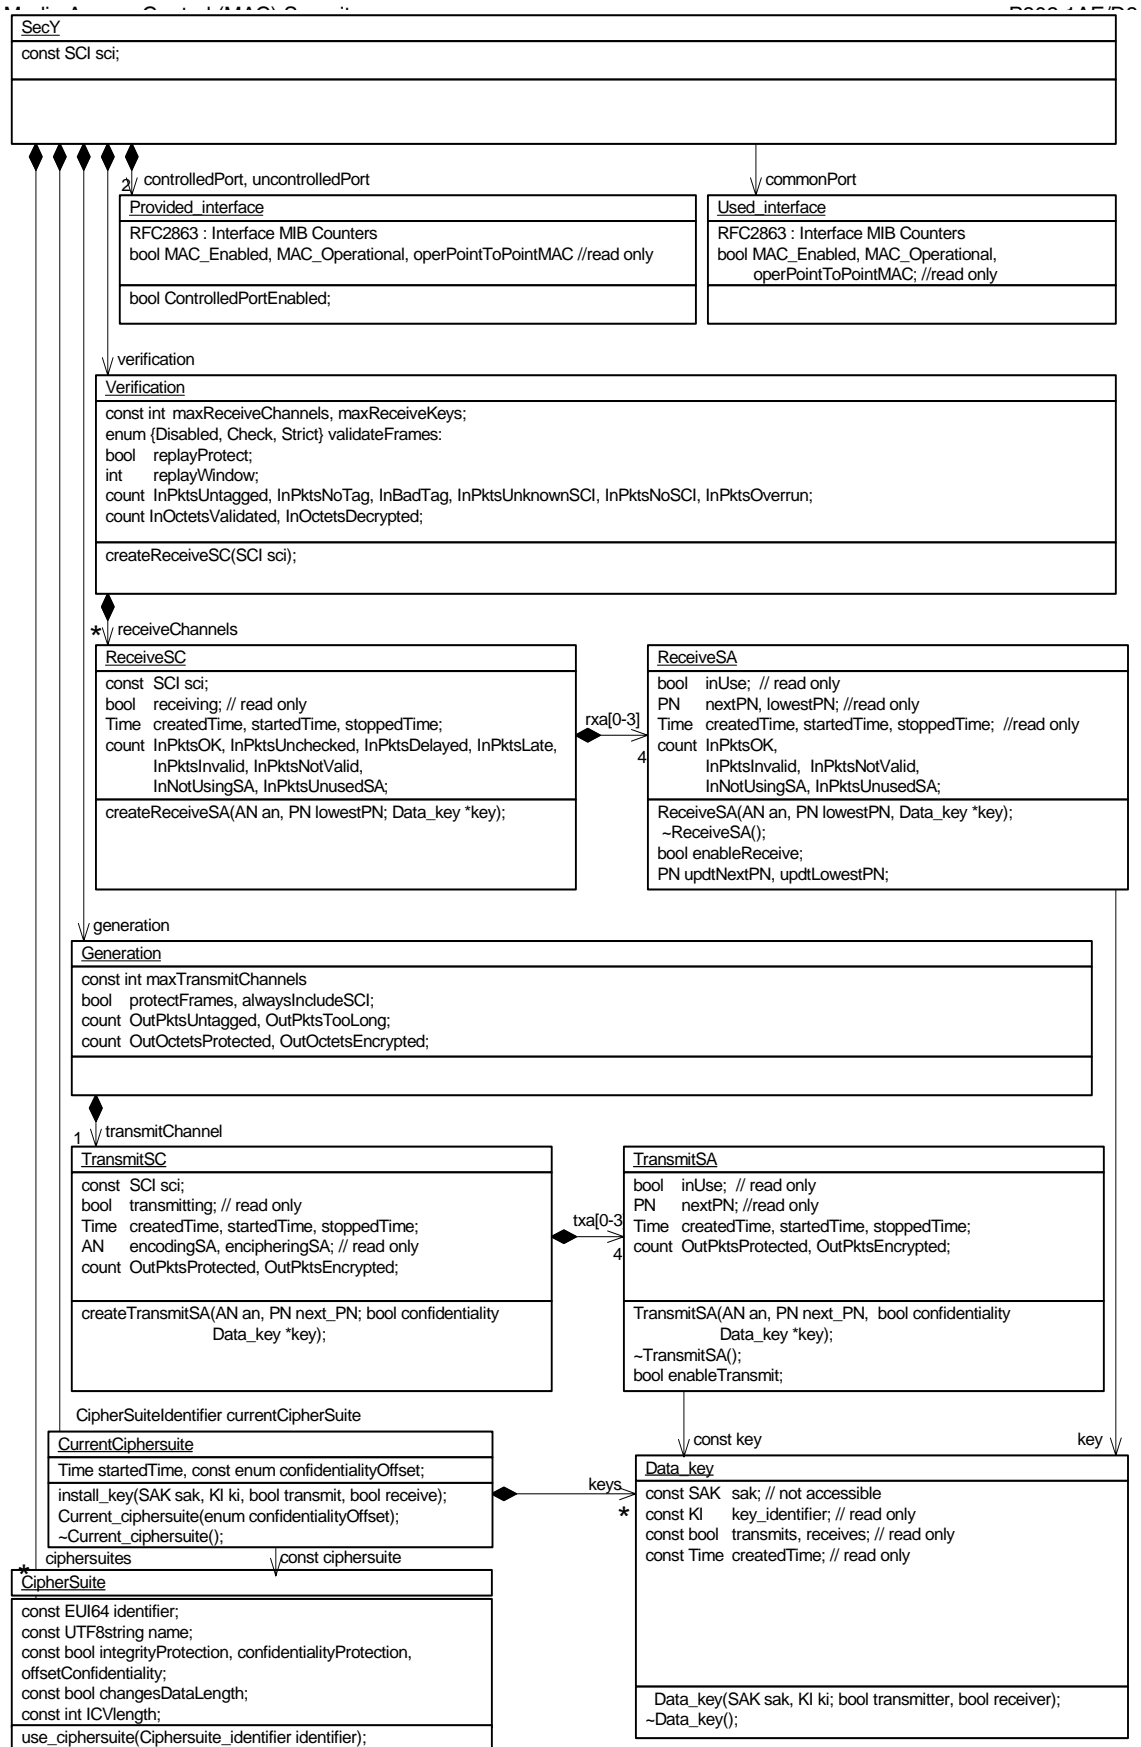 SecY
const SCI sci;
2
controlledPort, uncontrolledPort
commonPort
Provided_interface
RFC2863 : Interface MIB Counters
bool MAC_Enabled, MAC_Operational, operPointToPointMAC //read only
bool ControlledPortEnabled;
Used_interface
RFC2863 : Interface MIB Counters
bool MAC_Enabled, MAC_Operational,
operPointToPointMAC; //read only
verification
Verification
const int maxReceiveChannels, maxReceiveKeys;
enum {Disabled, Check, Strict} validateFrames:
bool replayProtect;
int replayWindow;
count InPktsUntagged, InPktsNoTag, InBadTag, InPktsUnknownSCI, InPktsNoSCI, InPktsOverrun;
count InOctetsValidated, InOctetsDecrypted;
createReceiveSC(SCI sci);
* receiveChannels
ReceiveSC
const SCI sci;
bool receiving; // read only
Time createdTime, startedTime, stoppedTime;
count InPktsOK, InPktsUnchecked, InPktsDelayed, InPktsLate,
InPktsInvalid, InPktsNotValid,
InNotUsingSA, InPktsUnusedSA;
createReceiveSA(AN an, PN lowestPN; Data_key *key);
rxa[0-3]
4
ReceiveSA
bool inUse; // read only
PN nextPN, lowestPN; //read only
Time createdTime, startedTime, stoppedTime; //read only
count InPktsOK,
InPktsInvalid, InPktsNotValid,
InNotUsingSA, InPktsUnusedSA;
ReceiveSA(AN an, PN lowestPN, Data_key *key);
~ReceiveSA();
bool enableReceive;
PN updtNextPN, updtLowestPN;
generation
Generation
const int maxTransmitChannels
bool protectFrames, alwaysIncludeSCI;
count OutPktsUntagged, OutPktsTooLong;
count OutOctetsProtected, OutOctetsEncrypted;
1 transmitChannel
TransmitSC
const SCI sci;
bool transmitting; // read only
Time createdTime, startedTime, stoppedTime;
AN encodingSA, encipheringSA; // read only
count OutPktsProtected, OutPktsEncrypted;
createTransmitSA(AN an, PN next_PN; bool confidentiality
Data_key *key);
txa[0-3
4
TransmitSA
bool inUse; // read only
PN nextPN; //read only
Time createdTime, startedTime, stoppedTime;
count OutPktsProtected, OutPktsEncrypted;
TransmitSA(AN an, PN next_PN, bool confidentiality
Data_key *key);
~TransmitSA();
bool enableTransmit;
CipherSuiteIdentifier currentCipherSuite
const key
key
CurrentCiphersuite
Time startedTime, const enum confidentialityOffset;
install_key(SAK sak, KI ki, bool transmit, bool receive);
Current_ciphersuite(enum confidentialityOffset);
~Current_ciphersuite();
keys
*
Data_key
const SAK sak; // not accessible
const KI key_identifier; // read only
const bool transmits, receives; // read only
const Time createdTime; // read only
Data_key(SAK sak, KI ki; bool transmitter, bool receiver);
~Data_key();
ciphersuites
*
const ciphersuite
CipherSuite
const EUI64 identifier;
const UTF8string name;
const bool integrityProtection, confidentialityProtection,
offsetConfidentiality;
const bool changesDataLength;
const int ICVlength;
use_ciphersuite(Ciphersuite_identifier identifier);